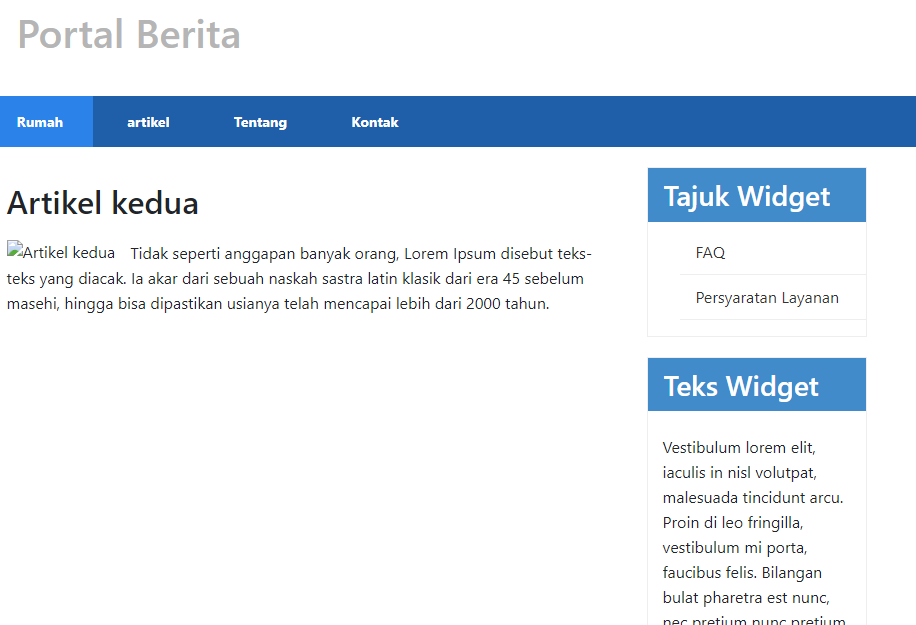 Portal Berita
Rumah artikel Tentang Kontak
Artikel kedua
Artikel kedua Tidak seperti anggapan banyak orang, Lorem Ipsum disebut teks-
teks yang diacak. Ia akar dari sebuah naskah sastra latin klasik dari era 45 sebelum
masehi, hingga bisa dipastikan usianya telah mencapai lebih dari 2000 tahun.
Tajuk Widget
FAQ
Persyaratan Layanan
Teks Widget
Vestibulum lorem elit,
iaculis in nisl volutpat,
malesuada tincidunt arcu.
Proin di leo fringilla,
vestibulum mi porta,
faucibus felis. Bilangan
bulat pharetra est nunc,
nec pretium nunc pretium